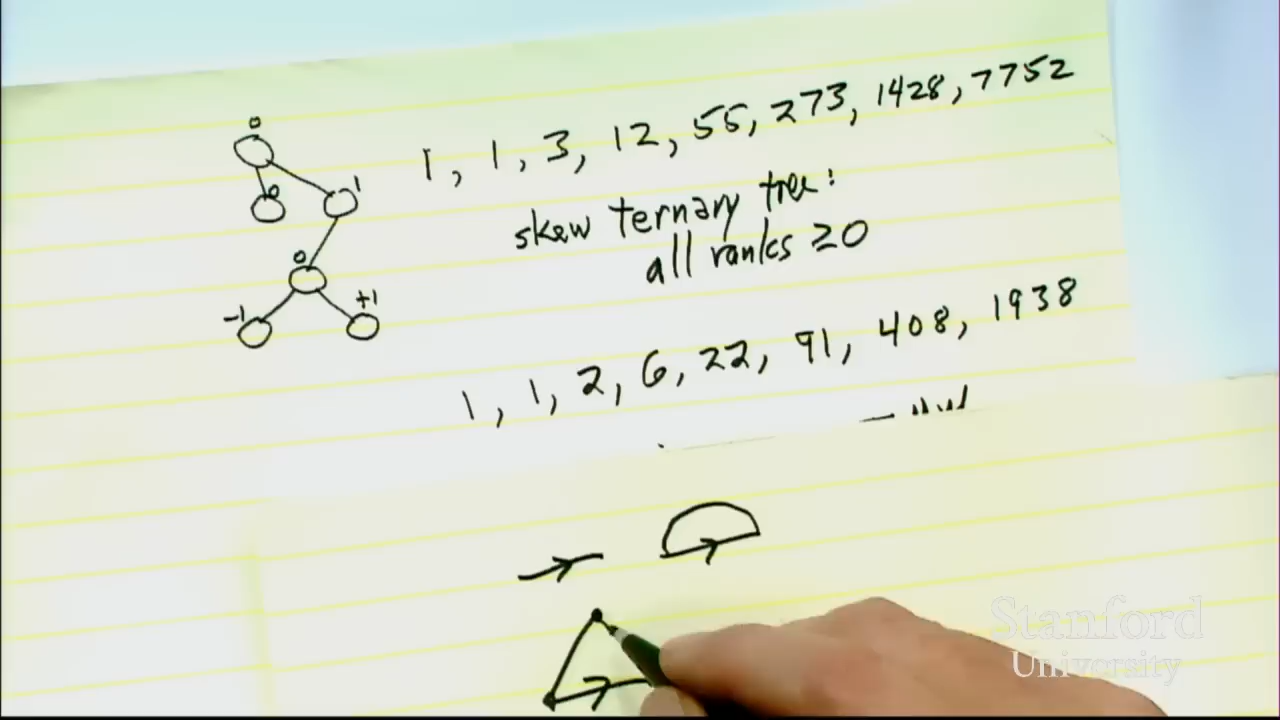 0
1, 1, 3, 12, 55, 273, 1428, 7752
0
1
skew ternary tree:
all ranks ≥0
0
-1
+1
1, 1, 2, 6, 22, 91, 408, 1938
Stanford
University